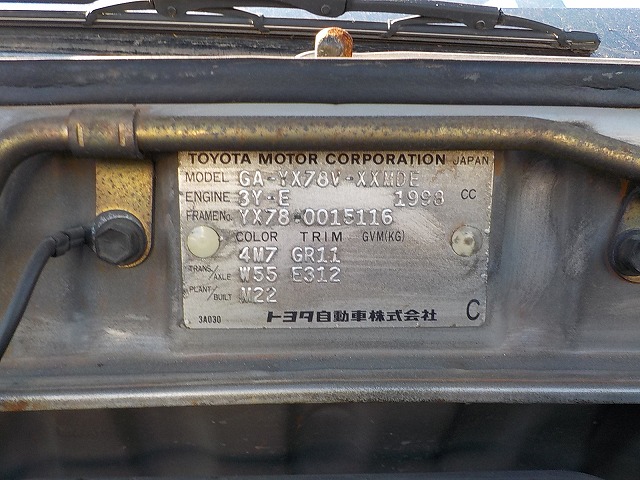 TOYOTA MOTOR CORPORATION JAPAN
MODEL GA-YX78V-XXMDE
ENGINE 3Y-E 1998 CC
FRAME No. YX78-0015116
COLOR TRIM GVM(KG)
4M7 GR11
TRANS./AXLE W55 E312
PLANT/BUILT M22
3A030 トヨタ自動車株式会社 C